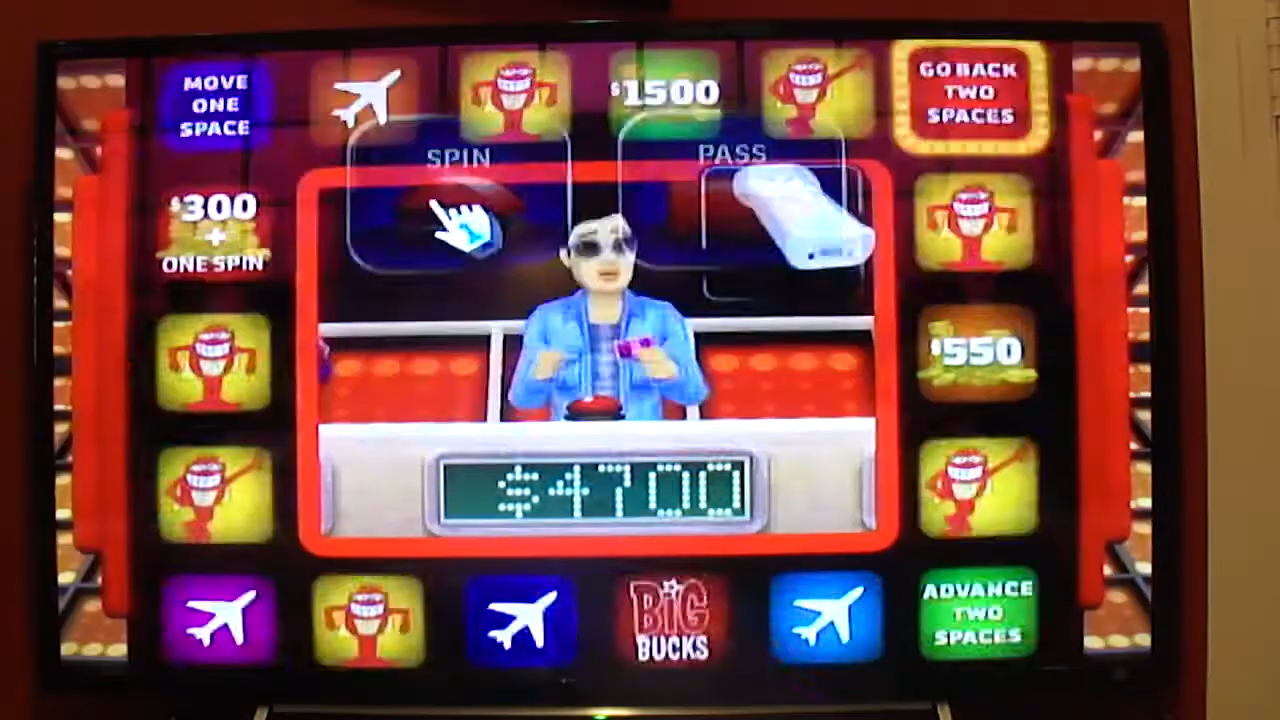 MOVE
ONE
SPACE
$1500
GO BACK
TWO
SPACES
SPIN
PASS
$300
+
ONE SPIN
$550
$4700
BIG
BUCKS
ADVANCE
TWO
SPACES